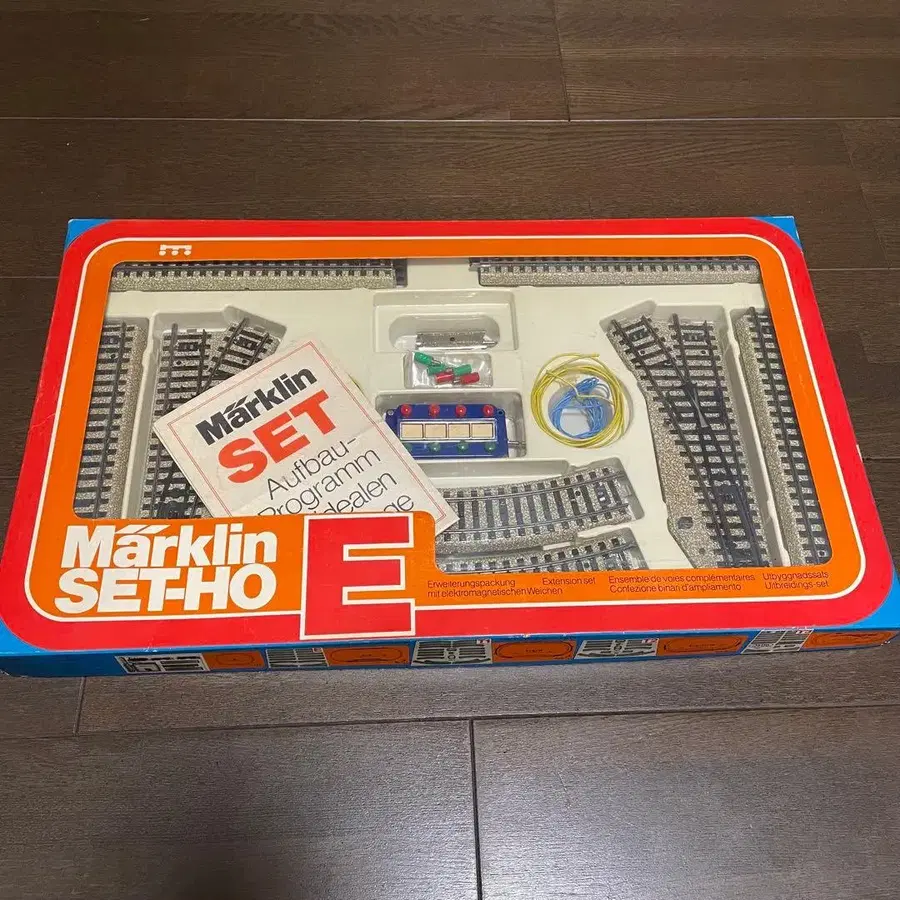 Märklin
SET
Aufbau-
Programm
idealen
Märklin
SET-HO
E
Erweiterungspackung
mit elektromagnetischen Weichen
Extension set
Ensemble de voies complémentaires
Confezione binari d'ampliamento
Utbyggnadssats
Uitbreidings-set